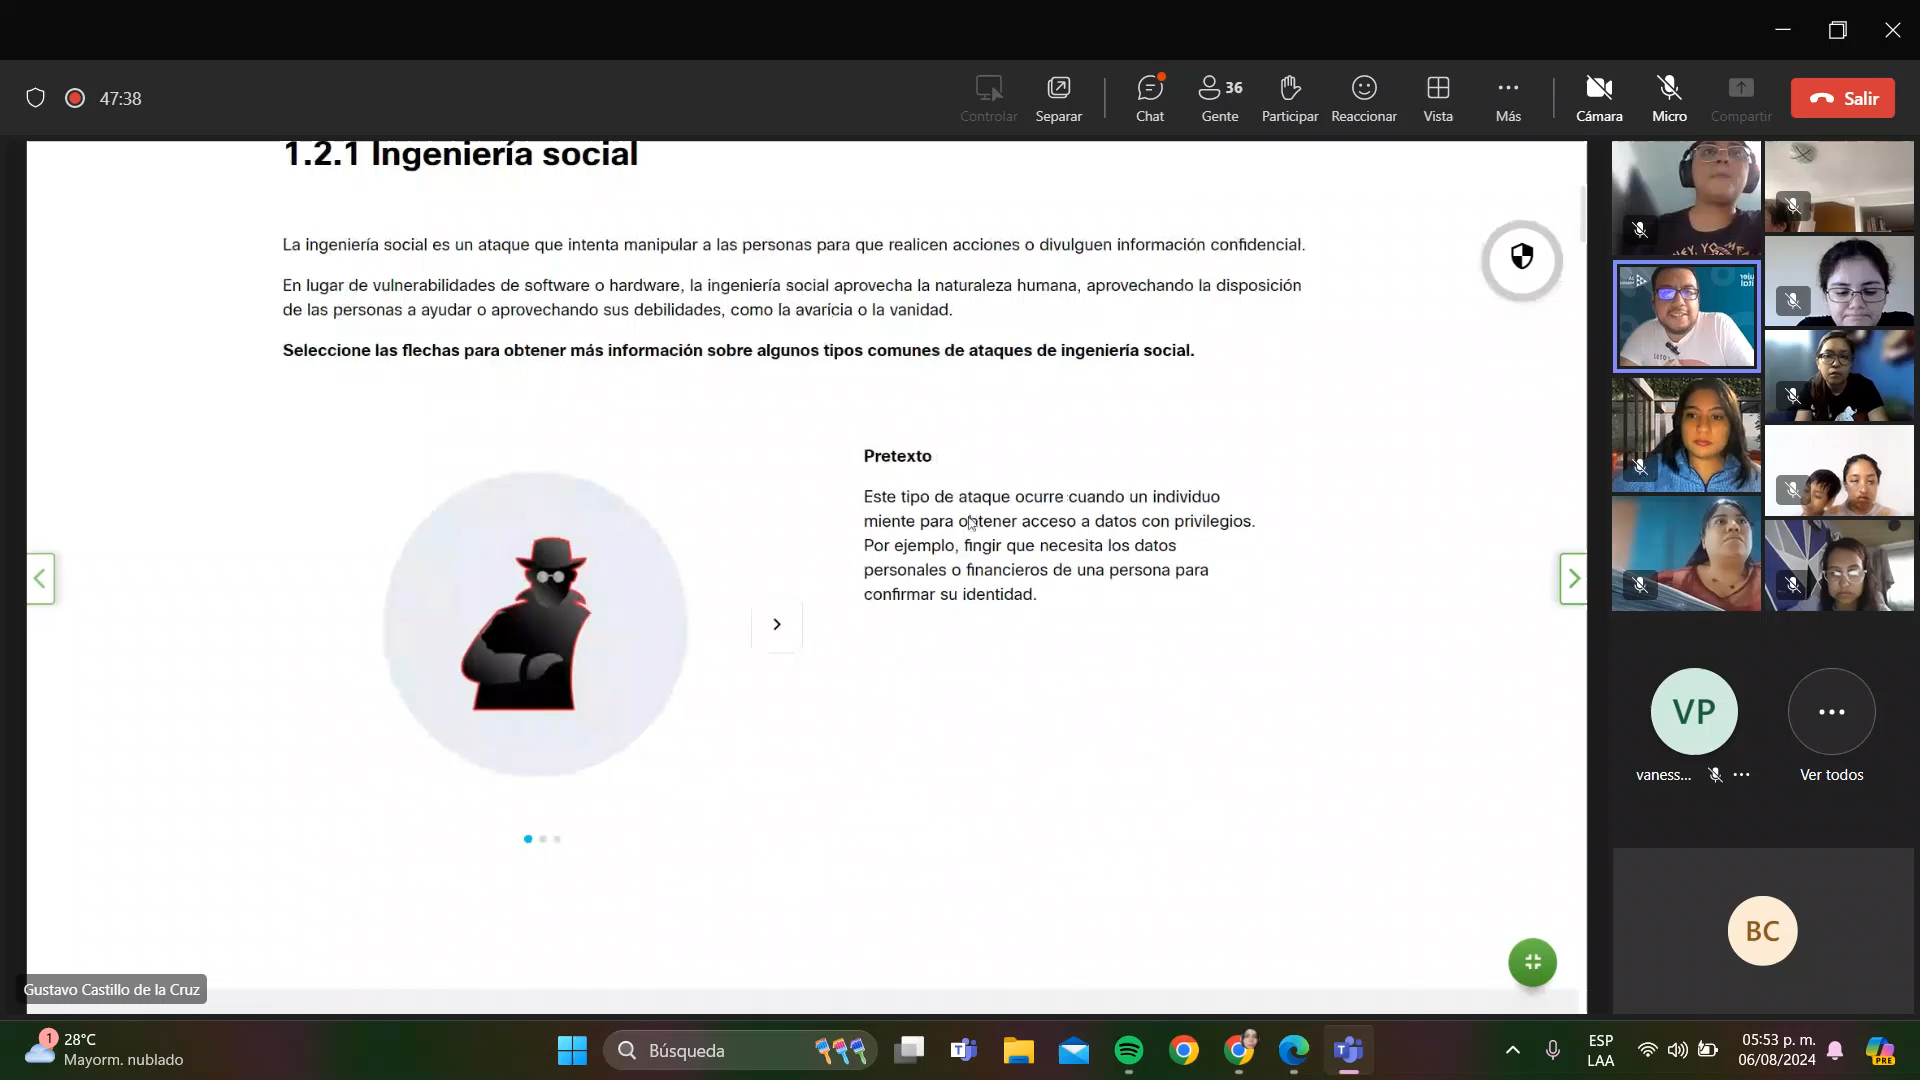 47:38
Controlar
Separar
Chat
36
Gente
Participar
Reaccionar
Vista
Más
Cámara
Micro
Compartir
Salir
1.2.1 Ingeniería social
La ingeniería social es un ataque que intenta manipular a las personas para que realicen acciones o divulguen información confidencial.
En lugar de vulnerabilidades de software o hardware, la ingeniería social aprovecha la naturaleza humana, aprovechando la disposición
de las personas a ayudar o aprovechando sus debilidades, como la avaricia o la vanidad.
Seleccione las flechas para obtener más información sobre algunos tipos comunes de ataques de ingeniería social.
Pretexto
Este tipo de ataque ocurre cuando un individuo
miente para obtener acceso a datos con privilegios.
Por ejemplo, fingir que necesita los datos
personales o financieros de una persona para
confirmar su identidad.
VP
vaness...
Ver todos
BC
Gustavo Castillo de la Cruz
1
28°C
Mayorm. nublado
Búsqueda
ESP
LAA
05:53 p. m.
06/08/2024
PRE